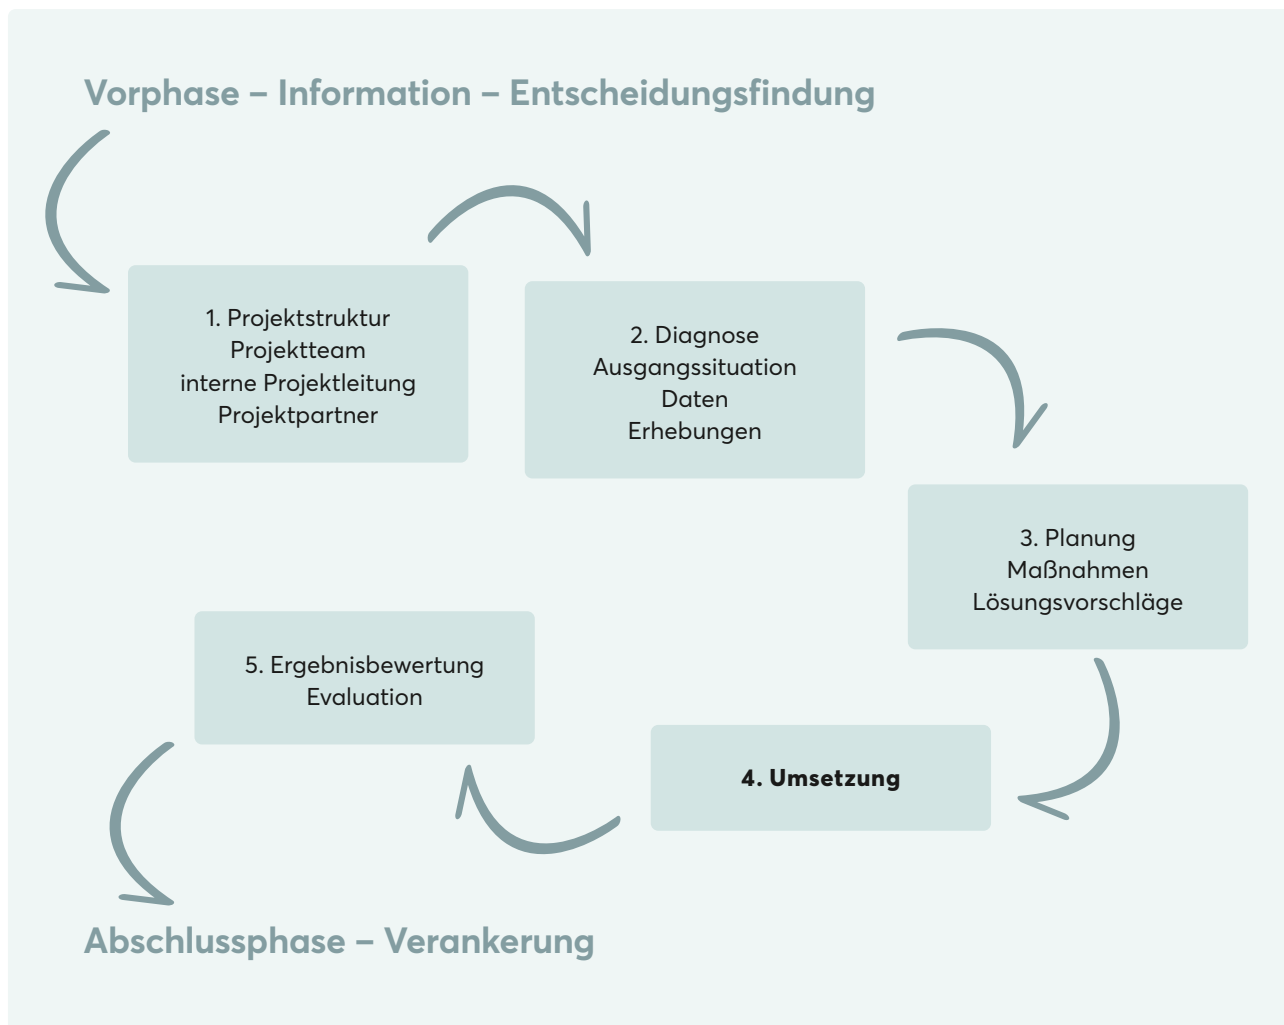 Vorphase – Information – Entscheidungsfindung
1. Projektstruktur
Projektteam
interne Projektleitung
Projektpartner
2. Diagnose
Ausgangssituation
Daten
Erhebungen
3. Planung
Maßnahmen
Lösungsvorschläge
4. Umsetzung
5. Ergebnisbewertung
Evaluation
Abschlussphase – Verankerung